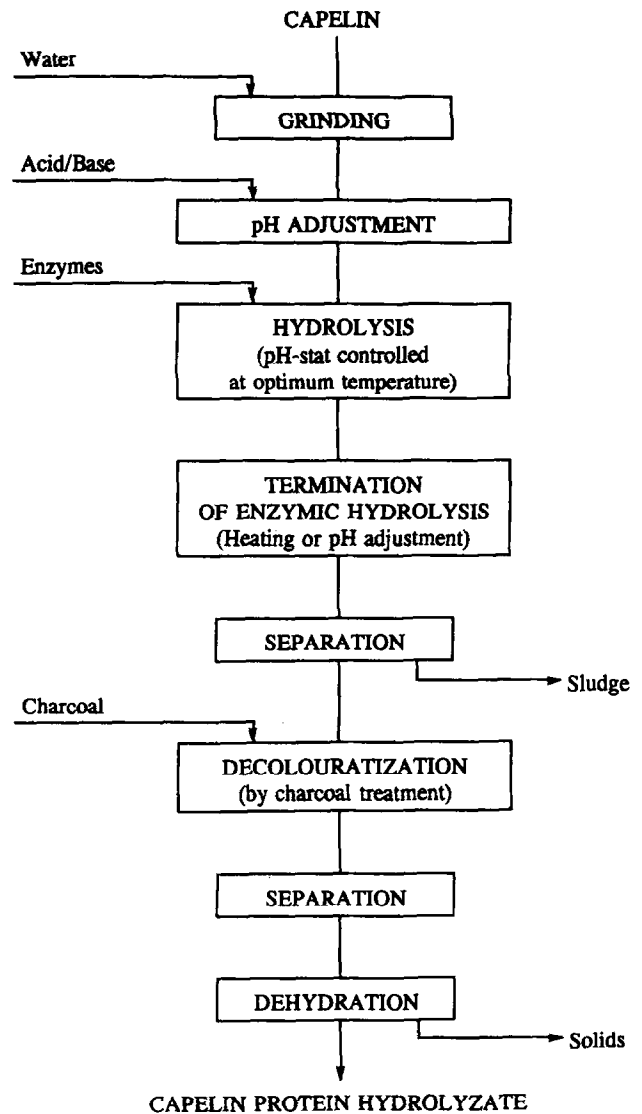 CAPELIN
Water
GRINDING
Acid/Base
pH ADJUSTMENT
Enzymes
HYDROLYSIS
(pH-stat controlled
at optimum temperature)
TERMINATION
OF ENZYMIC HYDROLYSIS
(Heating or pH adjustment)
SEPARATION
Sludge
Charcoal
DECOLOURATIZATION
(by charcoal treatment)
SEPARATION
DEHYDRATION
Solids
CAPELIN PROTEIN HYDROLYZATE